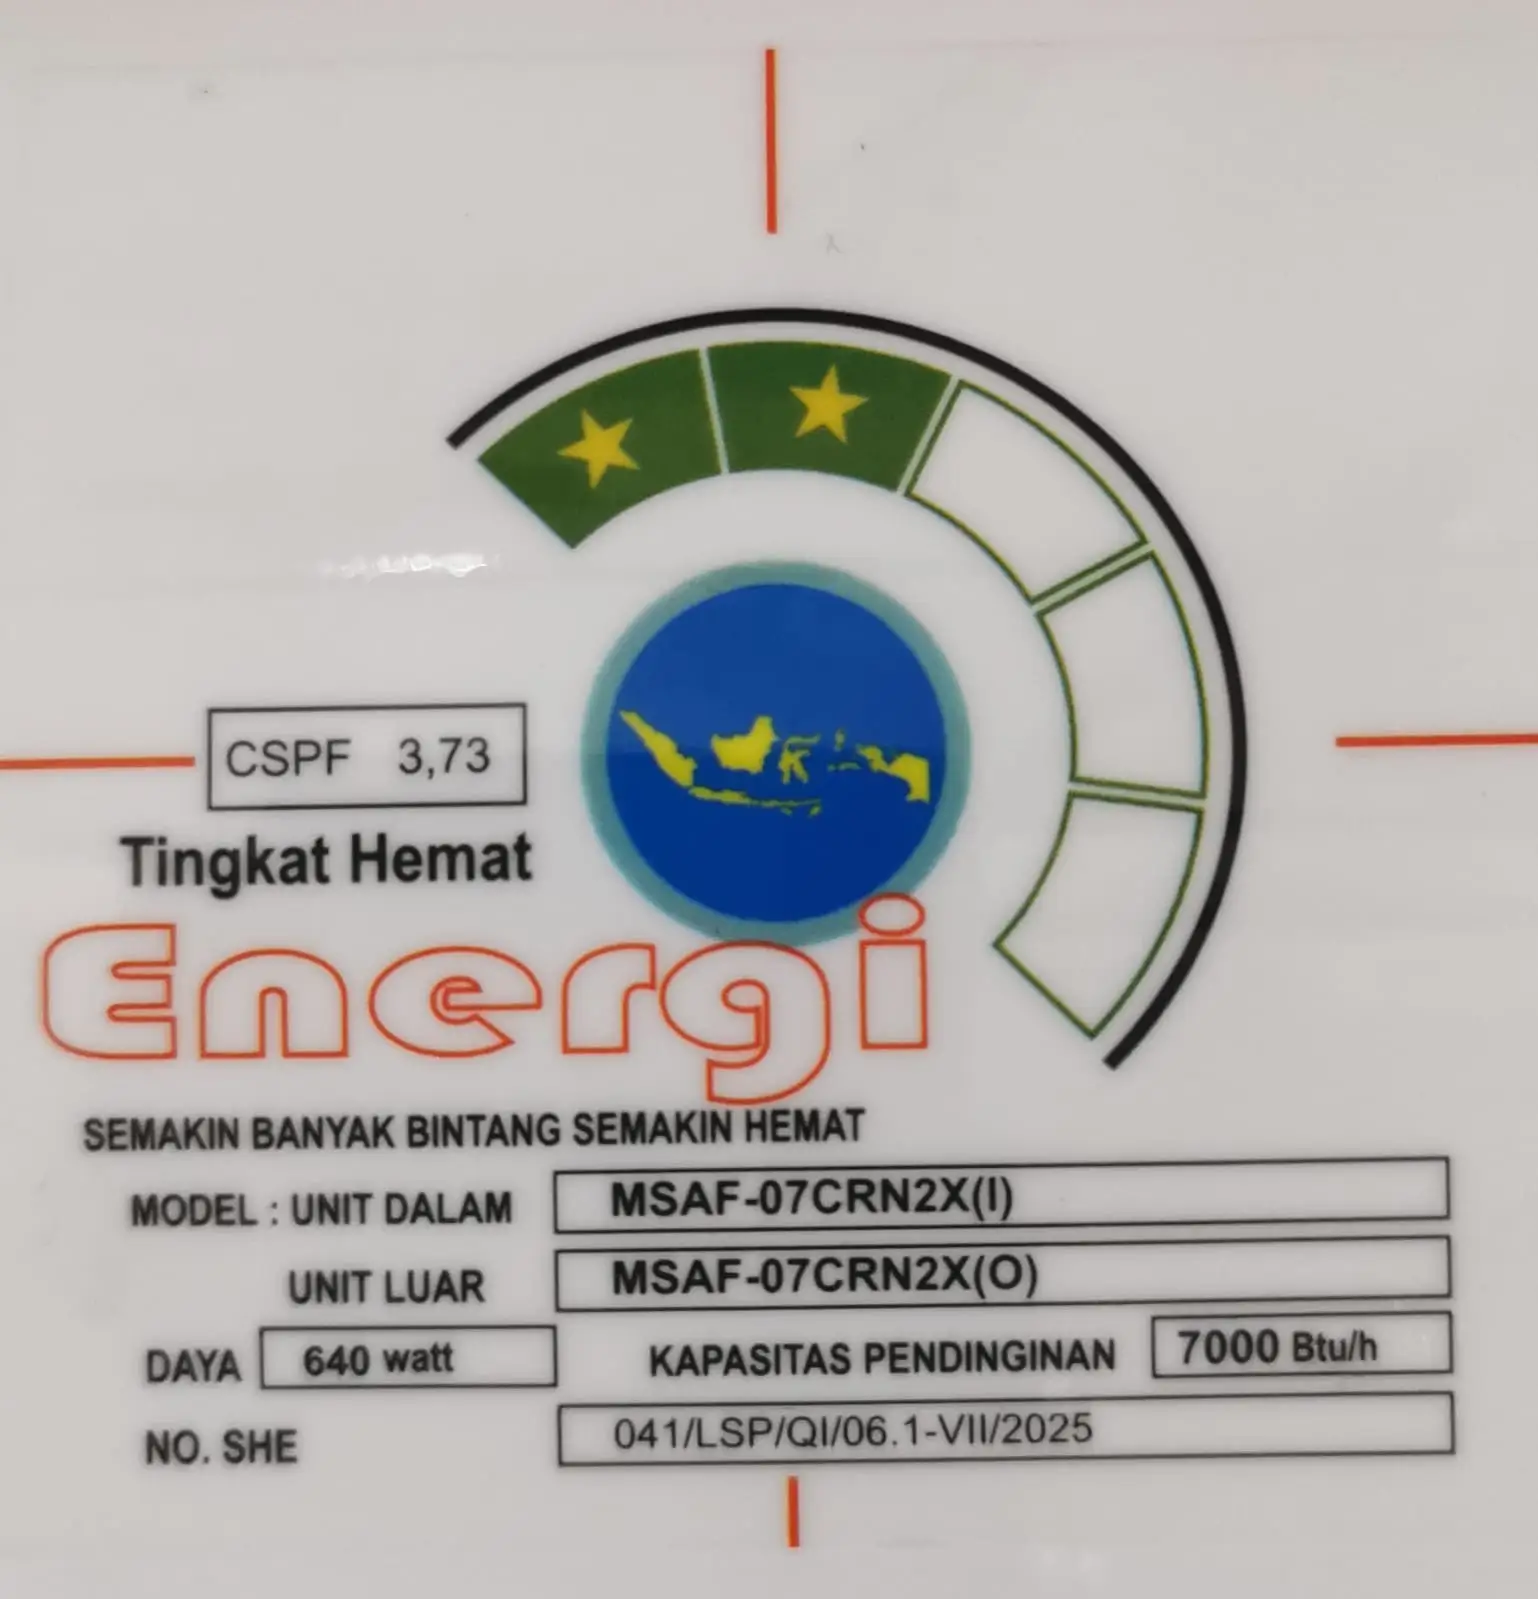 CSPF 3,73
Tingkat Hemat
Energi
SEMAKIN BANYAK BINTANG SEMAKIN HEMAT
MODEL : UNIT DALAM MSAF-07CRN2X(I)
UNIT LUAR MSAF-07CRN2X(O)
DAYA 640 watt KAPASITAS PENDINGINAN 7000 Btu/h
NO. SHE 041/LSP/QI/06.1-VII/2025